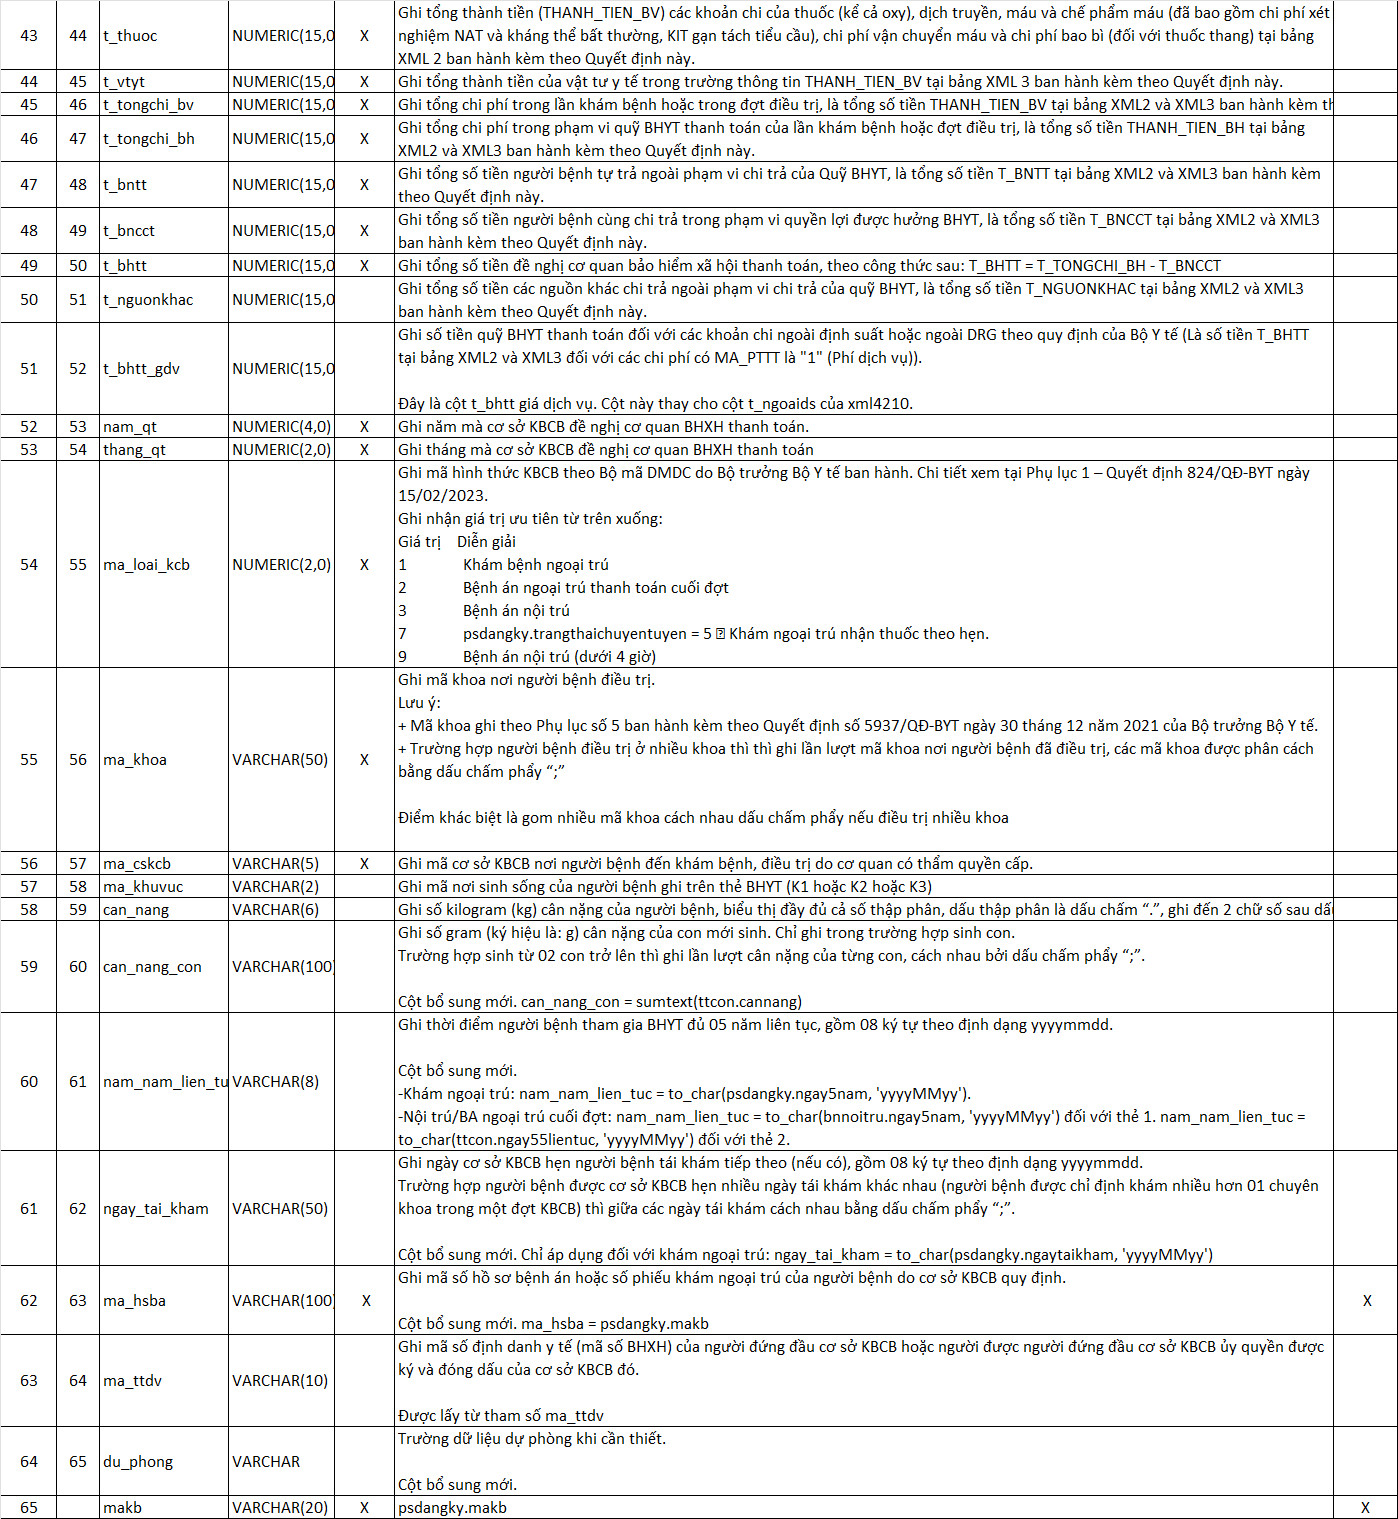 43 44 t_thuoc NUMERIC(15,0 X Ghi tổng thành tiền (THANH_TIEN_BV) các khoản chi của thuốc (kể cả oxy), dịch truyền, máu và chế phẩm máu (đã bao gồm chi phí xét
nghiệm NAT và kháng thể bất thường, KIT gạn tách tiểu cầu), chi phí vận chuyển máu và chi phí bao bì (đối với thuốc thang) tại bảng
XML 2 ban hành kèm theo Quyết định này.
44 45 t_vtyt NUMERIC(15,0 X Ghi tổng thành tiền của vật tư y tế trong trường thông tin THANH_TIEN_BV tại bảng XML 3 ban hành kèm theo Quyết định này.
45 46 t_tongchi_bv NUMERIC(15,0 X Ghi tổng chi phí trong lần khám bệnh hoặc trong đợt điều trị, là tổng số tiền THANH_TIEN_BV tại bảng XML2 và XML3 ban hành kèm th
46 47 t_tongchi_bh NUMERIC(15,0 X Ghi tổng chi phí trong phạm vi quỹ BHYT thanh toán của lần khám bệnh hoặc đợt điều trị, là tổng số tiền THANH_TIEN_BH tại bảng
XML2 và XML3 ban hành kèm theo Quyết định này.
47 48 t_bntt NUMERIC(15,0 X Ghi tổng số tiền người bệnh tự trả ngoài phạm vi chi trả của Quỹ BHYT, là tổng số tiền T_BNTT tại bảng XML2 và XML3 ban hành kèm
theo Quyết định này.
48 49 t_bncct NUMERIC(15,0 X Ghi tổng số tiền người bệnh cùng chi trả trong phạm vi quyền lợi được hưởng BHYT, là tổng số tiền T_BNCCT tại bảng XML2 và XML3
ban hành kèm theo Quyết định này.
49 50 t_bhtt NUMERIC(15,0 X Ghi tổng số tiền đề nghị cơ quan bảo hiểm xã hội thanh toán, theo công thức sau: T_BHTT = T_TONGCHI_BH - T_BNCCT
50 51 t_nguonkhac NUMERIC(15,0 Ghi tổng số tiền các nguồn khác chi trả ngoài phạm vi chi trả của quỹ BHYT, là tổng số tiền T_NGUONKHAC tại bảng XML2 và XML3
ban hành kèm theo Quyết định này.
51 52 t_bhtt_gdv NUMERIC(15,0 Ghi số tiền quỹ BHYT thanh toán đối với các khoản chi ngoài định suất hoặc ngoài DRG theo quy định của Bộ Y tế (Là số tiền T_BHTT
tại bảng XML2 và XML3 đối với các chi phí có MA_PTTT là "1" (Phí dịch vụ)).
Đây là cột t_bhtt giá dịch vụ. Cột này thay cho cột t_ngoaids của xml4210.
52 53 nam_qt NUMERIC(4,0) X Ghi năm mà cơ sở KBCB đề nghị cơ quan BHXH thanh toán.
53 54 thang_qt NUMERIC(2,0) X Ghi tháng mà cơ sở KBCB đề nghị cơ quan BHXH thanh toán
54 55 ma_loai_kcb NUMERIC(2,0) X Ghi mã hình thức KBCB theo Bộ mã DMDC do Bộ trưởng Bộ Y tế ban hành. Chi tiết xem tại Phụ lục 1 – Quyết định 824/QĐ-BYT ngày
15/02/2023.
Ghi nhận giá trị ưu tiên từ trên xuống:
Giá trị Diễn giải
1 Khám bệnh ngoại trú
2 Bệnh án ngoại trú thanh toán cuối đợt
3 Bệnh án nội trú
7 psdangky.trangthaichuyentuyen = 5 Khám ngoại trú nhận thuốc theo hẹn.
9 Bệnh án nội trú (dưới 4 giờ)
55 56 ma_khoa VARCHAR(50) X Ghi mã khoa nơi người bệnh điều trị.
Lưu ý:
+ Mã khoa ghi theo Phụ lục số 5 ban hành kèm theo Quyết định số 5937/QĐ-BYT ngày 30 tháng 12 năm 2021 của Bộ trưởng Bộ Y tế.
+ Trường hợp người bệnh điều trị ở nhiều khoa thì thì ghi lần lượt mã khoa nơi người bệnh đã điều trị, các mã khoa được phân cách
bằng dấu chấm phẩy “;”
Điểm khác biệt là gom nhiều mã khoa cách nhau dấu chấm phẩy nếu điều trị nhiều khoa
56 57 ma_cskcb VARCHAR(5) X Ghi mã cơ sở KBCB nơi người bệnh đến khám bệnh, điều trị do cơ quan có thẩm quyền cấp.
57 58 ma_khuvuc VARCHAR(2) Ghi mã nơi sinh sống của người bệnh ghi trên thẻ BHYT (K1 hoặc K2 hoặc K3)
58 59 can_nang VARCHAR(6) Ghi số kilogram (kg) cân nặng của người bệnh, biểu thị đầy đủ cả số thập phân, dấu thập phân là dấu chấm “.”, ghi đến 2 chữ số sau dấu
59 60 can_nang_con VARCHAR(100) Ghi số gram (ký hiệu là: g) cân nặng của con mới sinh. Chỉ ghi trong trường hợp sinh con.
Trường hợp sinh từ 02 con trở lên thì ghi lần lượt cân nặng của từng con, cách nhau bởi dấu chấm phẩy “;”.
Cột bổ sung mới. can_nang_con = sumtext(ttcon.cannang)
60 61 nam_nam_lien_tu VARCHAR(8) Ghi thời điểm người bệnh tham gia BHYT đủ 05 năm liên tục, gồm 08 ký tự theo định dạng yyyymmdd.
Cột bổ sung mới.
-Khám ngoại trú: nam_nam_lien_tuc = to_char(psdangky.ngay5nam, 'yyyyMMyy').
-Nội trú/BA ngoại trú cuối đợt: nam_nam_lien_tuc = to_char(bnnoitru.ngay5nam, 'yyyyMMyy') đối với thẻ 1. nam_nam_lien_tuc =
to_char(ttcon.ngay55lientuc, 'yyyyMMyy') đối với thẻ 2.
61 62 ngay_tai_kham VARCHAR(50) Ghi ngày cơ sở KBCB hẹn người bệnh tái khám tiếp theo (nếu có), gồm 08 ký tự theo định dạng yyyymmdd.
Trường hợp người bệnh được cơ sở KBCB hẹn nhiều ngày tái khám khác nhau (người bệnh được chỉ định khám nhiều hơn 01 chuyên
khoa trong một đợt KBCB) thì giữa các ngày tái khám cách nhau bằng dấu chấm phẩy “;”.
Cột bổ sung mới. Chỉ áp dụng đối với khám ngoại trú: ngay_tai_kham = to_char(psdangky.ngaytaikham, 'yyyyMMyy')
62 63 ma_hsba VARCHAR(100) X Ghi mã số hồ sơ bệnh án hoặc số phiếu khám ngoại trú của người bệnh do cơ sở KBCB quy định. X
Cột bổ sung mới. ma_hsba = psdangky.makb
63 64 ma_ttdv VARCHAR(10) Ghi mã số định danh y tế (mã số BHXH) của người đứng đầu cơ sở KBCB hoặc người được người đứng đầu cơ sở KBCB ủy quyền được
ký và đóng dấu của cơ sở KBCB đó.
Được lấy từ tham số ma_ttdv
64 65 du_phong VARCHAR Trường dữ liệu dự phòng khi cần thiết.
Cột bổ sung mới.
65 makb VARCHAR(20) X psdangky.makb X